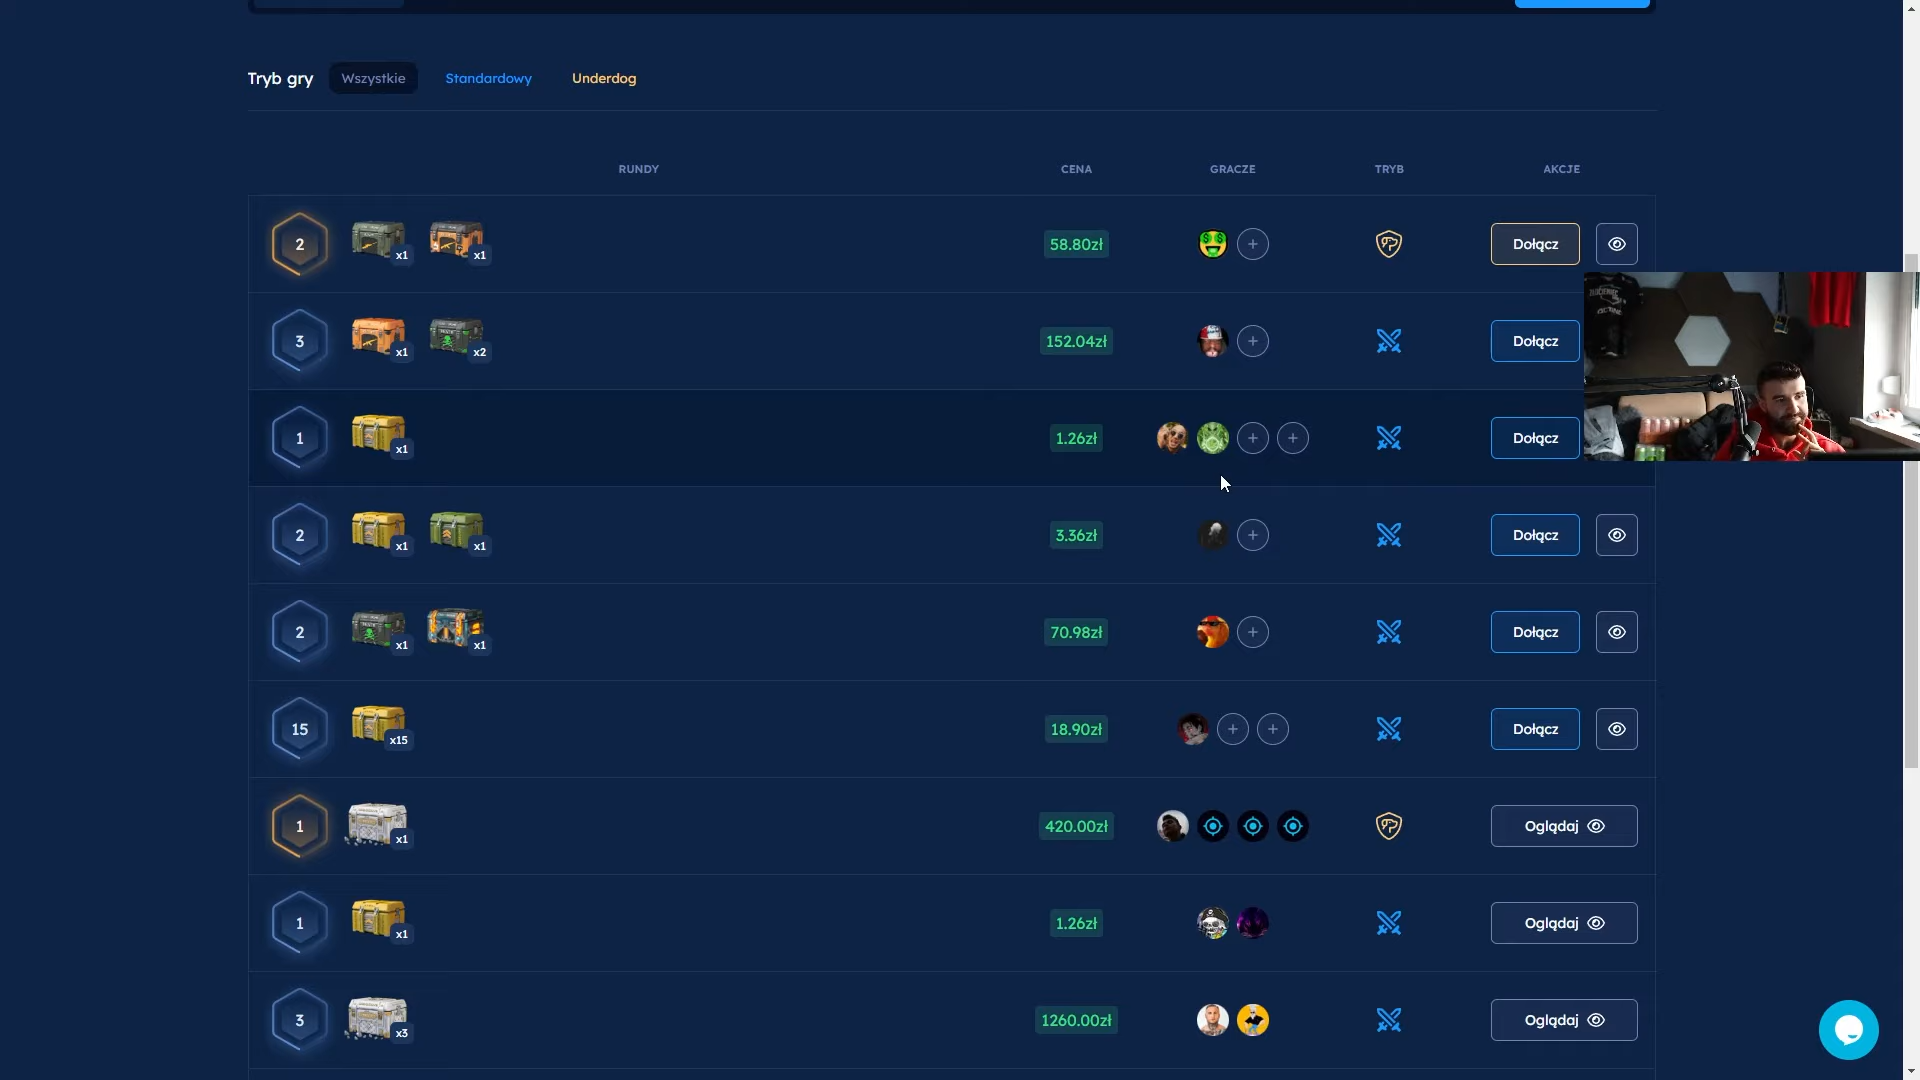 Tryb gry Wszystkie Standardowy Underdog
RUNDY CENA GRACZE TRYB AKCJE
2 x1 x1 58.80zł Dołącz
3 x1 x2 152.04zł Dołącz
1 x1 1.26zł Dołącz
2 x1 x1 3.36zł Dołącz
2 x1 x1 70.98zł Dołącz
15 x15 18.90zł Dołącz
1 x1 420.00zł Oglądaj
1 x1 1.26zł Oglądaj
3 x3 1260.00zł Oglądaj